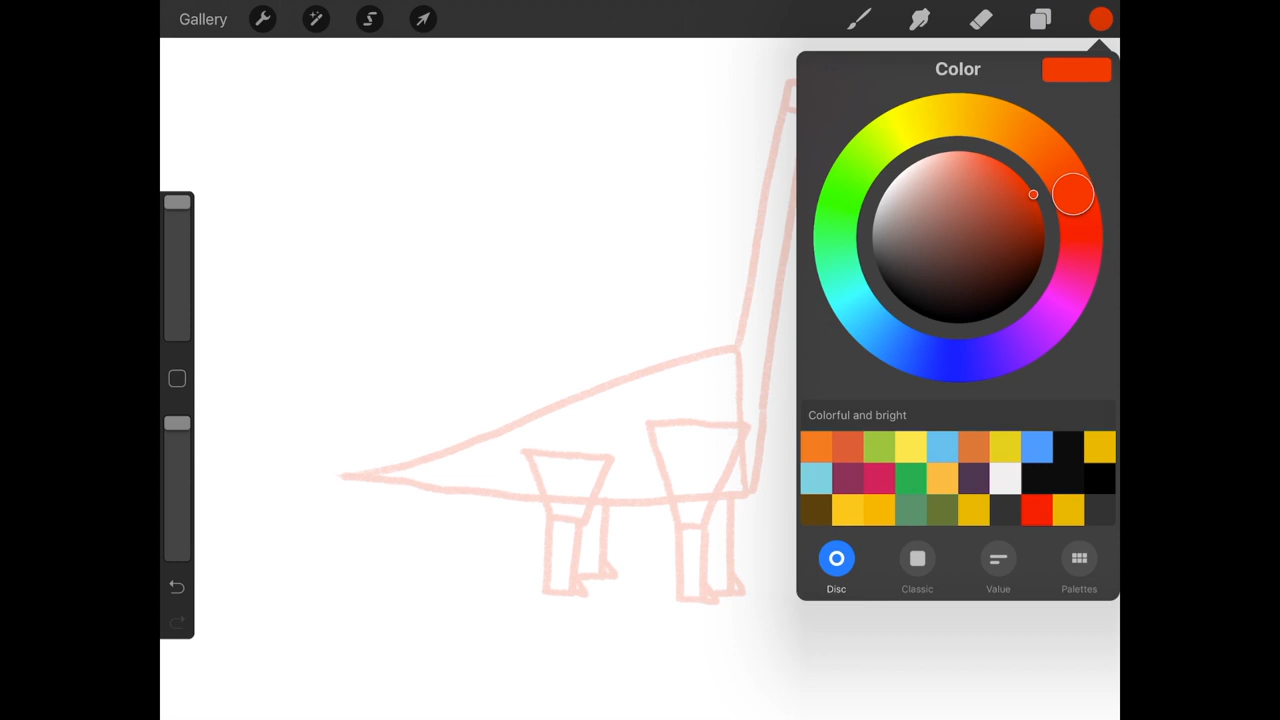 Gallery
Color
Colorful and bright
Disc
Classic
Value
Palettes